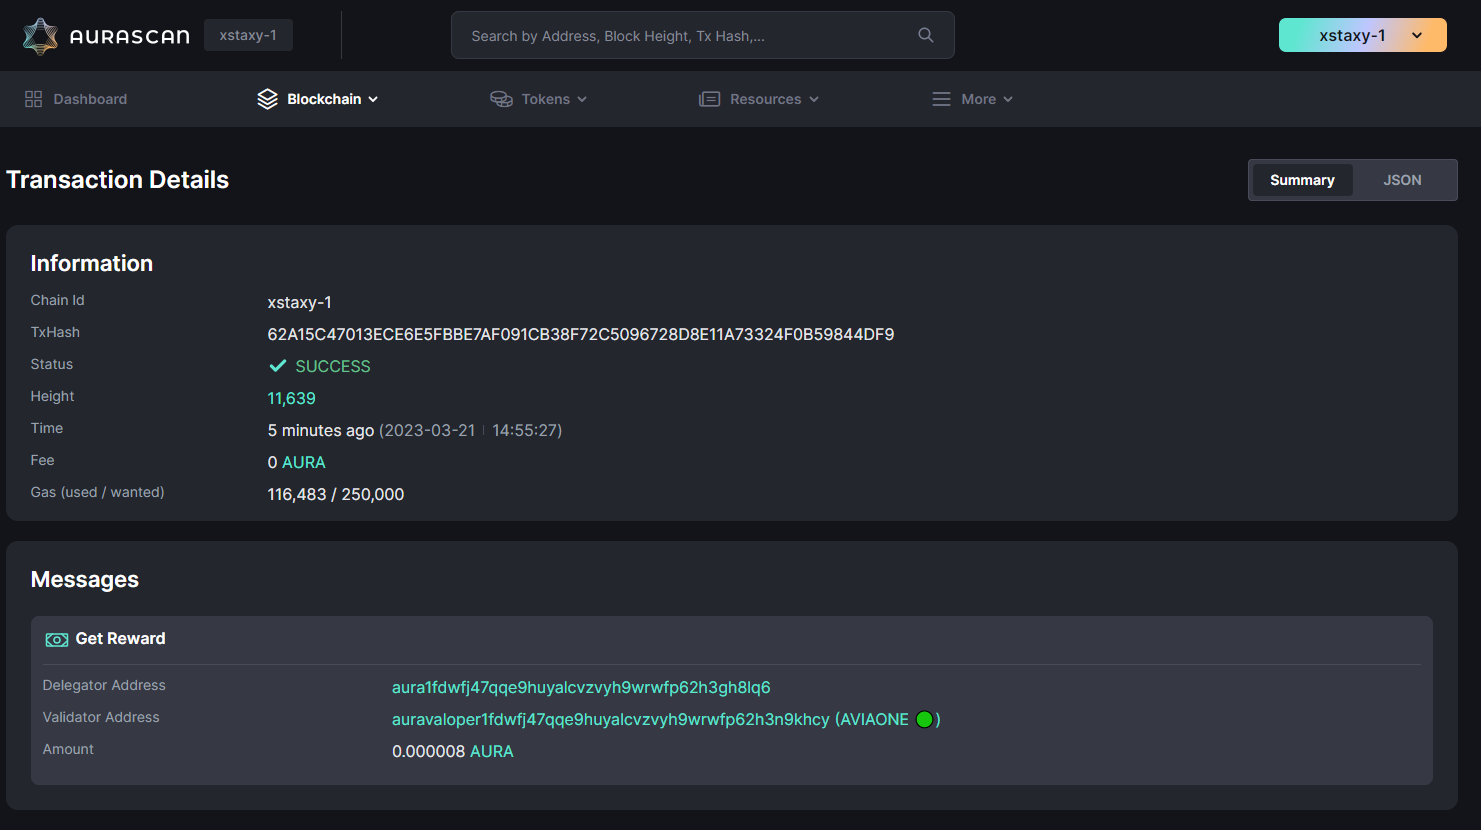 AURASCAN xstaxy-1 Search by Address, Block Height, Tx Hash,... xstaxy-1
Dashboard Blockchain Tokens Resources More
Transaction Details Summary JSON
Information
Chain Id xstaxy-1
TxHash 62A15C47013ECE6E5FBBE7AF091CB38F72C5096728D8E11A73324F0B59844DF9
Status SUCCESS
Height 11,639
Time 5 minutes ago (2023-03-21 | 14:55:27)
Fee 0 AURA
Gas (used / wanted) 116,483 / 250,000
Messages
Get Reward
Delegator Address aura1fdwfj47qqe9huyalcvzvyh9wrwfp62h3gh8lq6
Validator Address auravaloper1fdwfj47qqe9huyalcvzvyh9wrwfp62h3n9khcy (AVIAONE 🟢)
Amount 0.000008 AURA